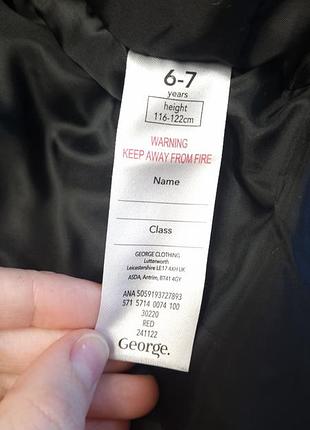 6-7
years
height
116-122cm
WARNING
KEEP AWAY FROM FIRE
Name
Class
GEORGE CLOTHING
Lutterworth
Leicestershire LE17 4XH UK
ASDA, Antrim, BT41 4GY
ANA 5059193727893
571 5714 0074 100
30220
RED
241122
George.